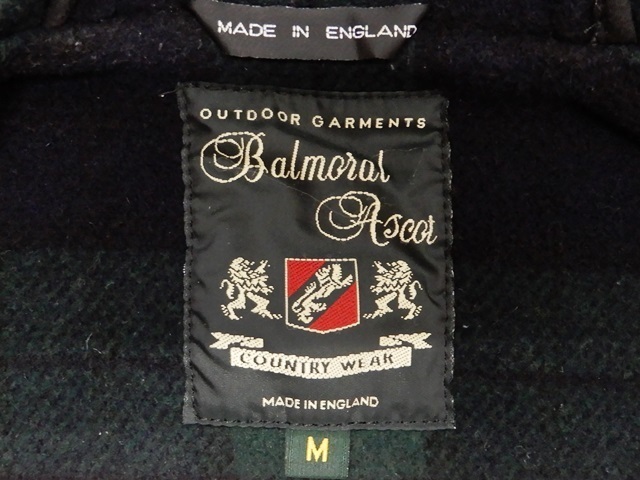 MADE IN ENGLAND
OUTDOOR GARMENTS
Balmoral
Ascot
COUNTRY WEAR
MADE IN ENGLAND
M